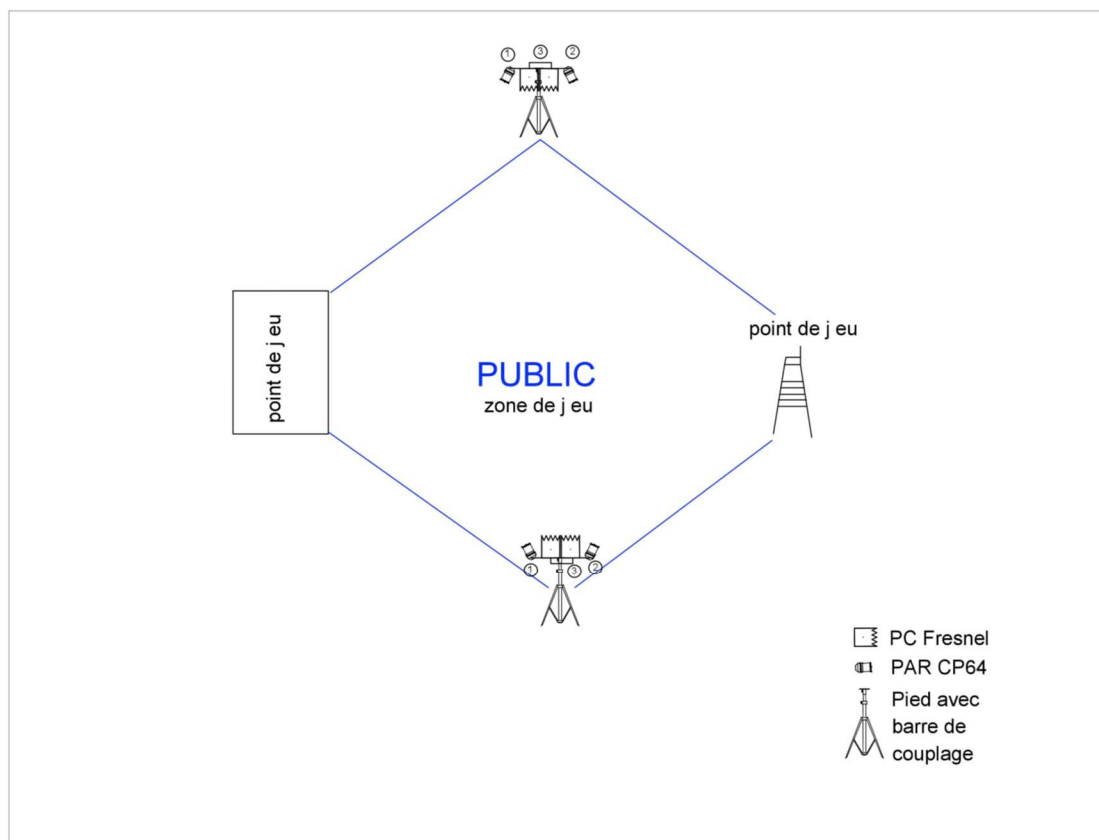 1 3 2
point de j eu
point de j eu
PUBLIC
zone de j eu
1 3 2
PC Fresnel
PAR CP64
Pied avec
barre de
couplage